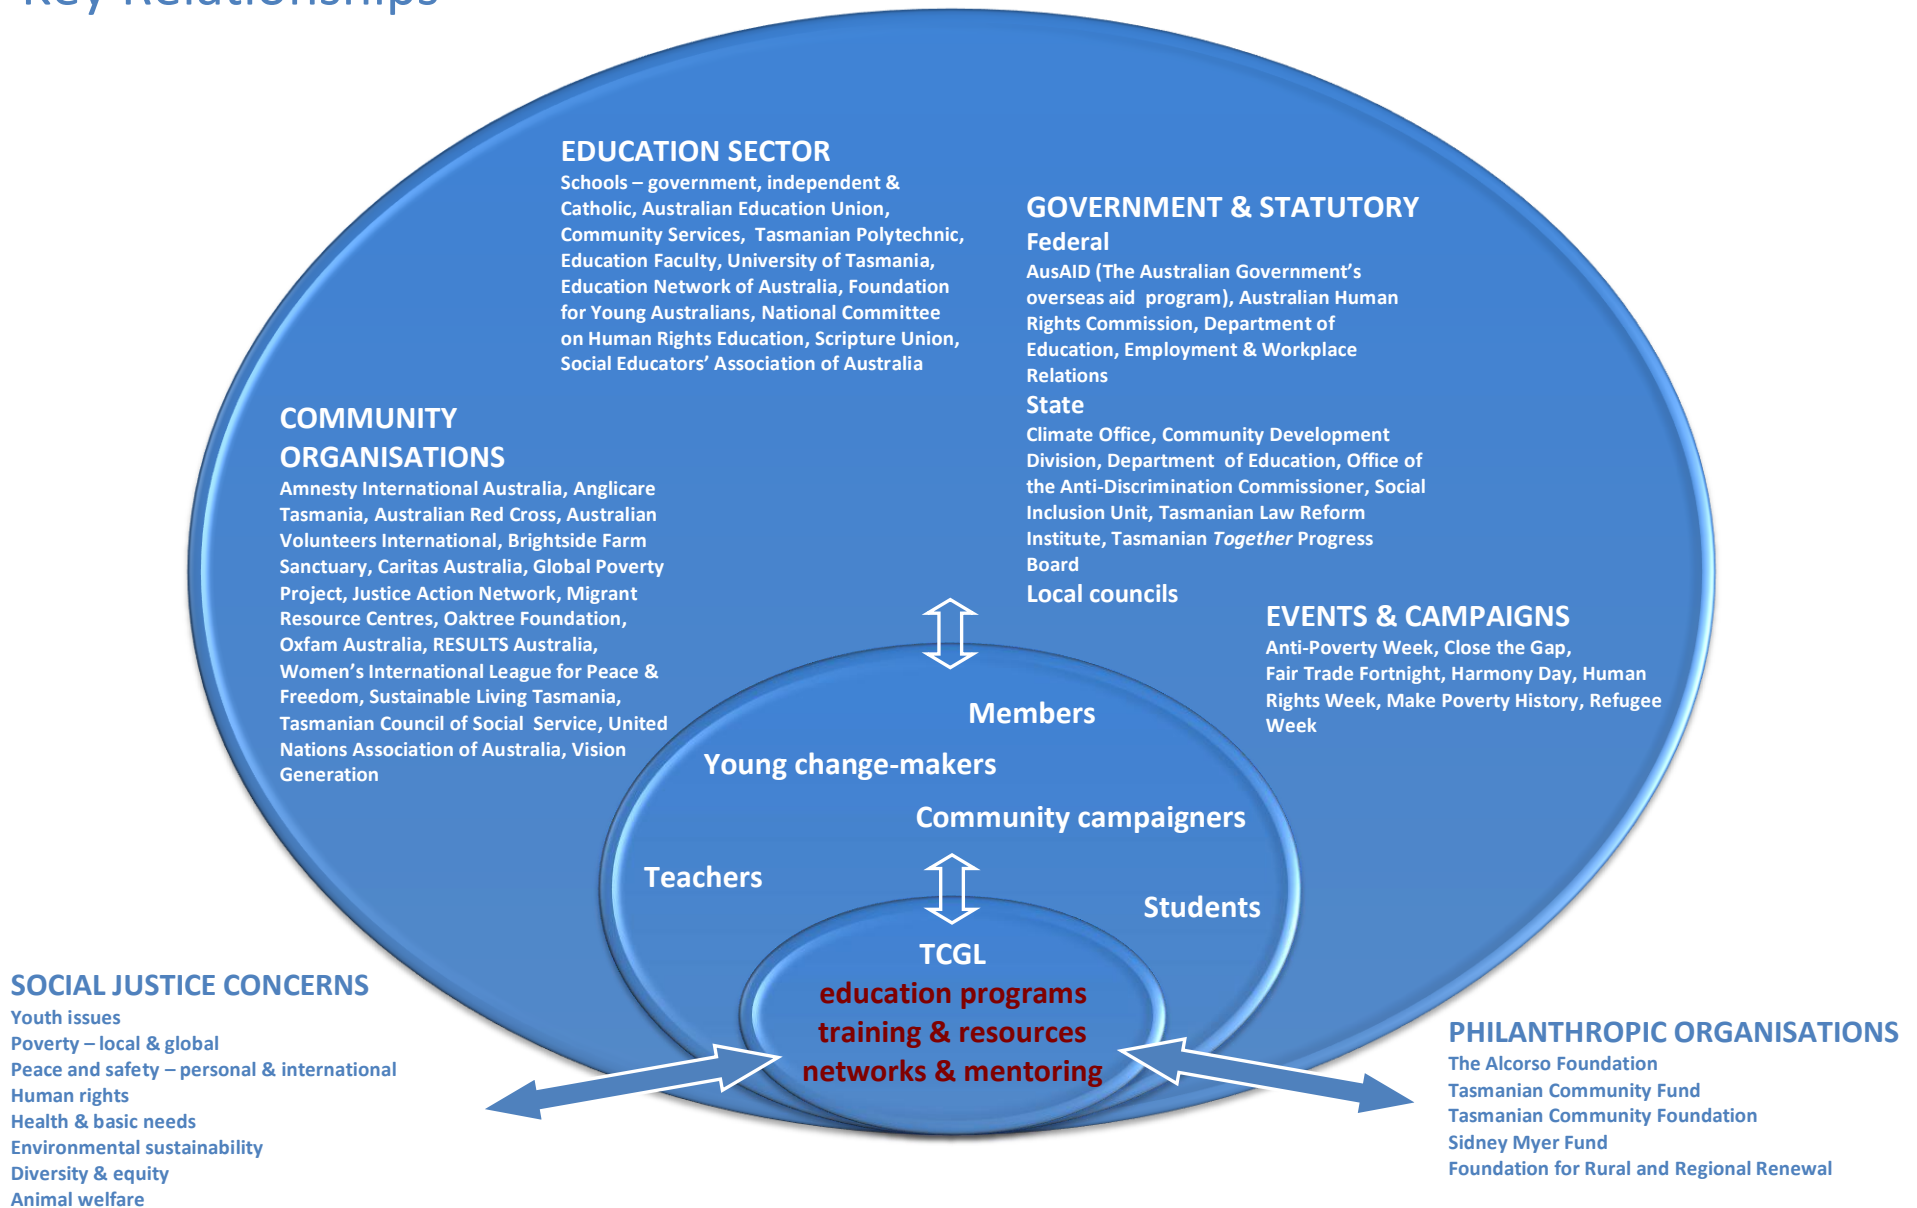 Key Relationships
EDUCATION SECTOR
Schools – government, independent &
Catholic, Australian Education Union,
Community Services, Tasmanian Polytechnic,
Education Faculty, University of Tasmania,
Education Network of Australia, Foundation
for Young Australians, National Committee
on Human Rights Education, Scripture Union,
Social Educators’ Association of Australia
GOVERNMENT & STATUTORY
Federal
AusAID (The Australian Government’s
overseas aid program), Australian Human
Rights Commission, Department of
Education, Employment & Workplace
Relations
State
Climate Office, Community Development
Division, Department of Education, Office of
the Anti-Discrimination Commissioner, Social
Inclusion Unit, Tasmanian Law Reform
Institute, Tasmanian Together Progress
Board
Local councils
COMMUNITY
ORGANISATIONS
Amnesty International Australia, Anglicare
Tasmania, Australian Red Cross, Australian
Volunteers International, Brightside Farm
Sanctuary, Caritas Australia, Global Poverty
Project, Justice Action Network, Migrant
Resource Centres, Oaktree Foundation,
Oxfam Australia, RESULTS Australia,
Women’s International League for Peace &
Freedom, Sustainable Living Tasmania,
Tasmanian Council of Social Service, United
Nations Association of Australia, Vision
Generation
EVENTS & CAMPAIGNS
Anti-Poverty Week, Close the Gap,
Fair Trade Fortnight, Harmony Day, Human
Rights Week, Make Poverty History, Refugee
Week
Members
Young change-makers
Community campaigners
Teachers
Students
TCGL
education programs
training & resources
networks & mentoring
SOCIAL JUSTICE CONCERNS
Youth issues
Poverty – local & global
Peace and safety – personal & international
Human rights
Health & basic needs
Environmental sustainability
Diversity & equity
Animal welfare
PHILANTHROPIC ORGANISATIONS
The Alcorso Foundation
Tasmanian Community Fund
Tasmanian Community Foundation
Sidney Myer Fund
Foundation for Rural and Regional Renewal